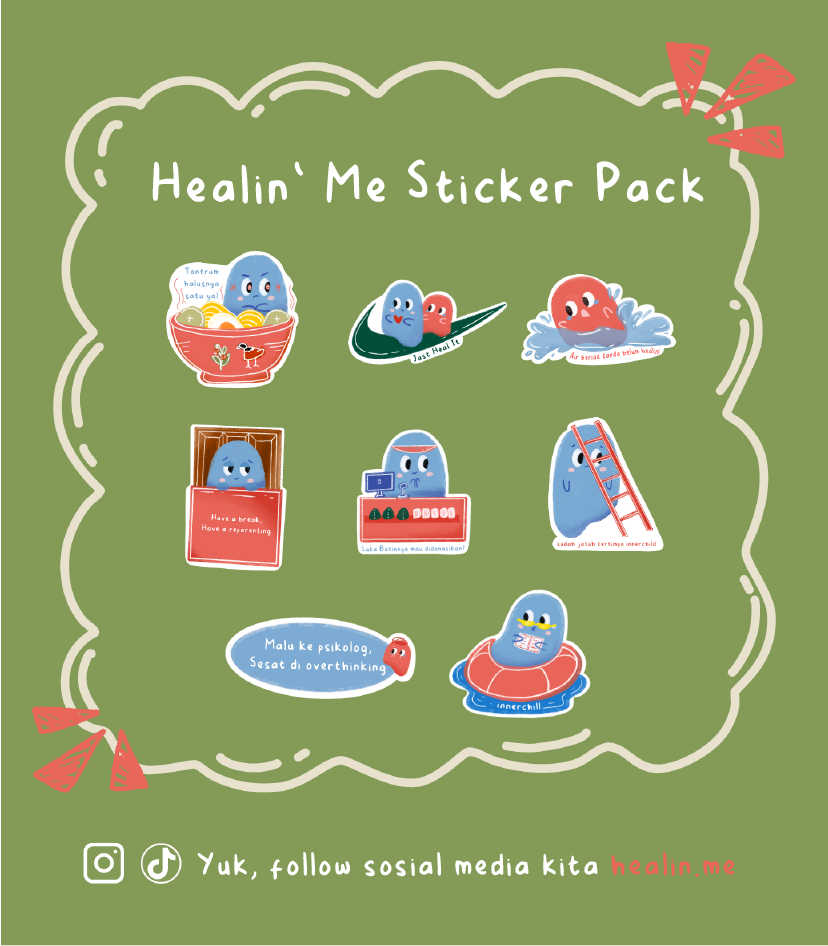 Healin' Me Sticker Pack
Tantrum
halusnya
satu ya!
Just Heal It
Air beriak tanda belum healin'
Have a break,
Have a reparenting
Luka Batinnya mau didonasikan?
sudah jatuh tertimpa innerchild
Malu ke psikolog,
Sesat di overthinking
innerchill
Yuk, follow sosial media kita healin.me